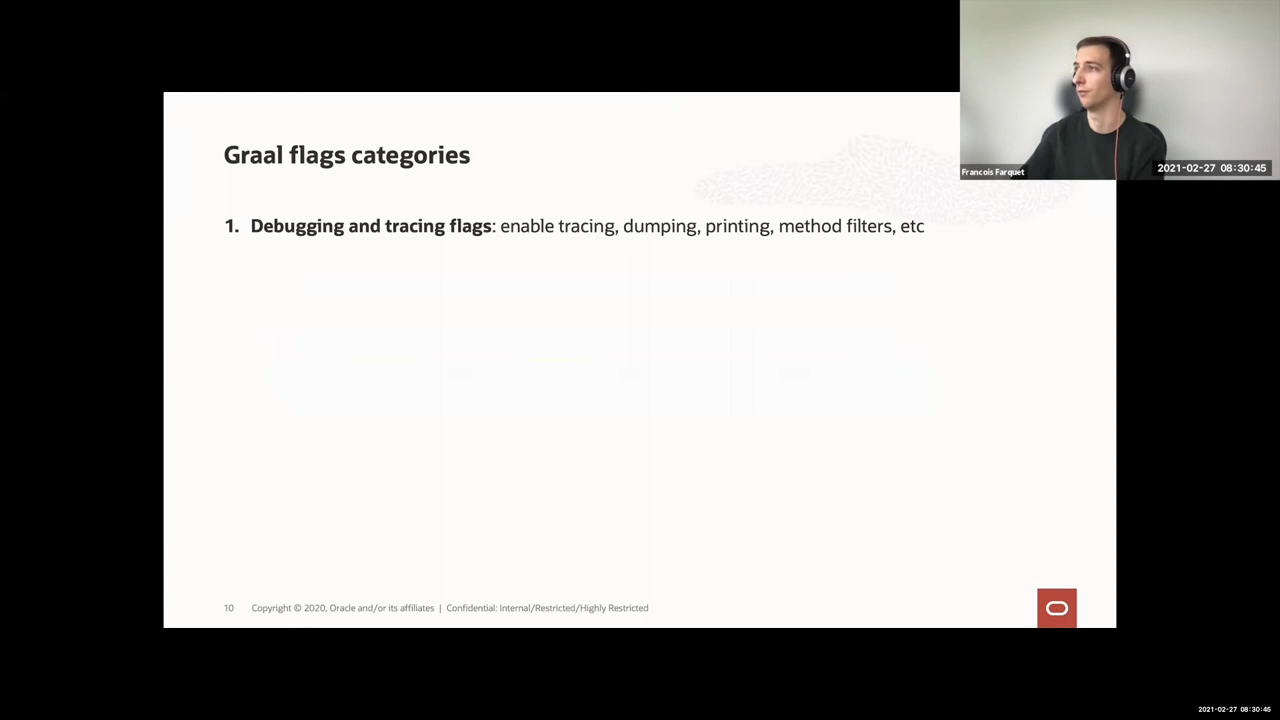 Graal flags categories
1. Debugging and tracing flags: enable tracing, dumping, printing, method filters, etc
10 Copyright © 2020, Oracle and/or its affiliates | Confidential: Internal/Restricted/Highly Restricted
Francois Farquet
2021-02-27 08:30:45
2021-02-27 08:30:45